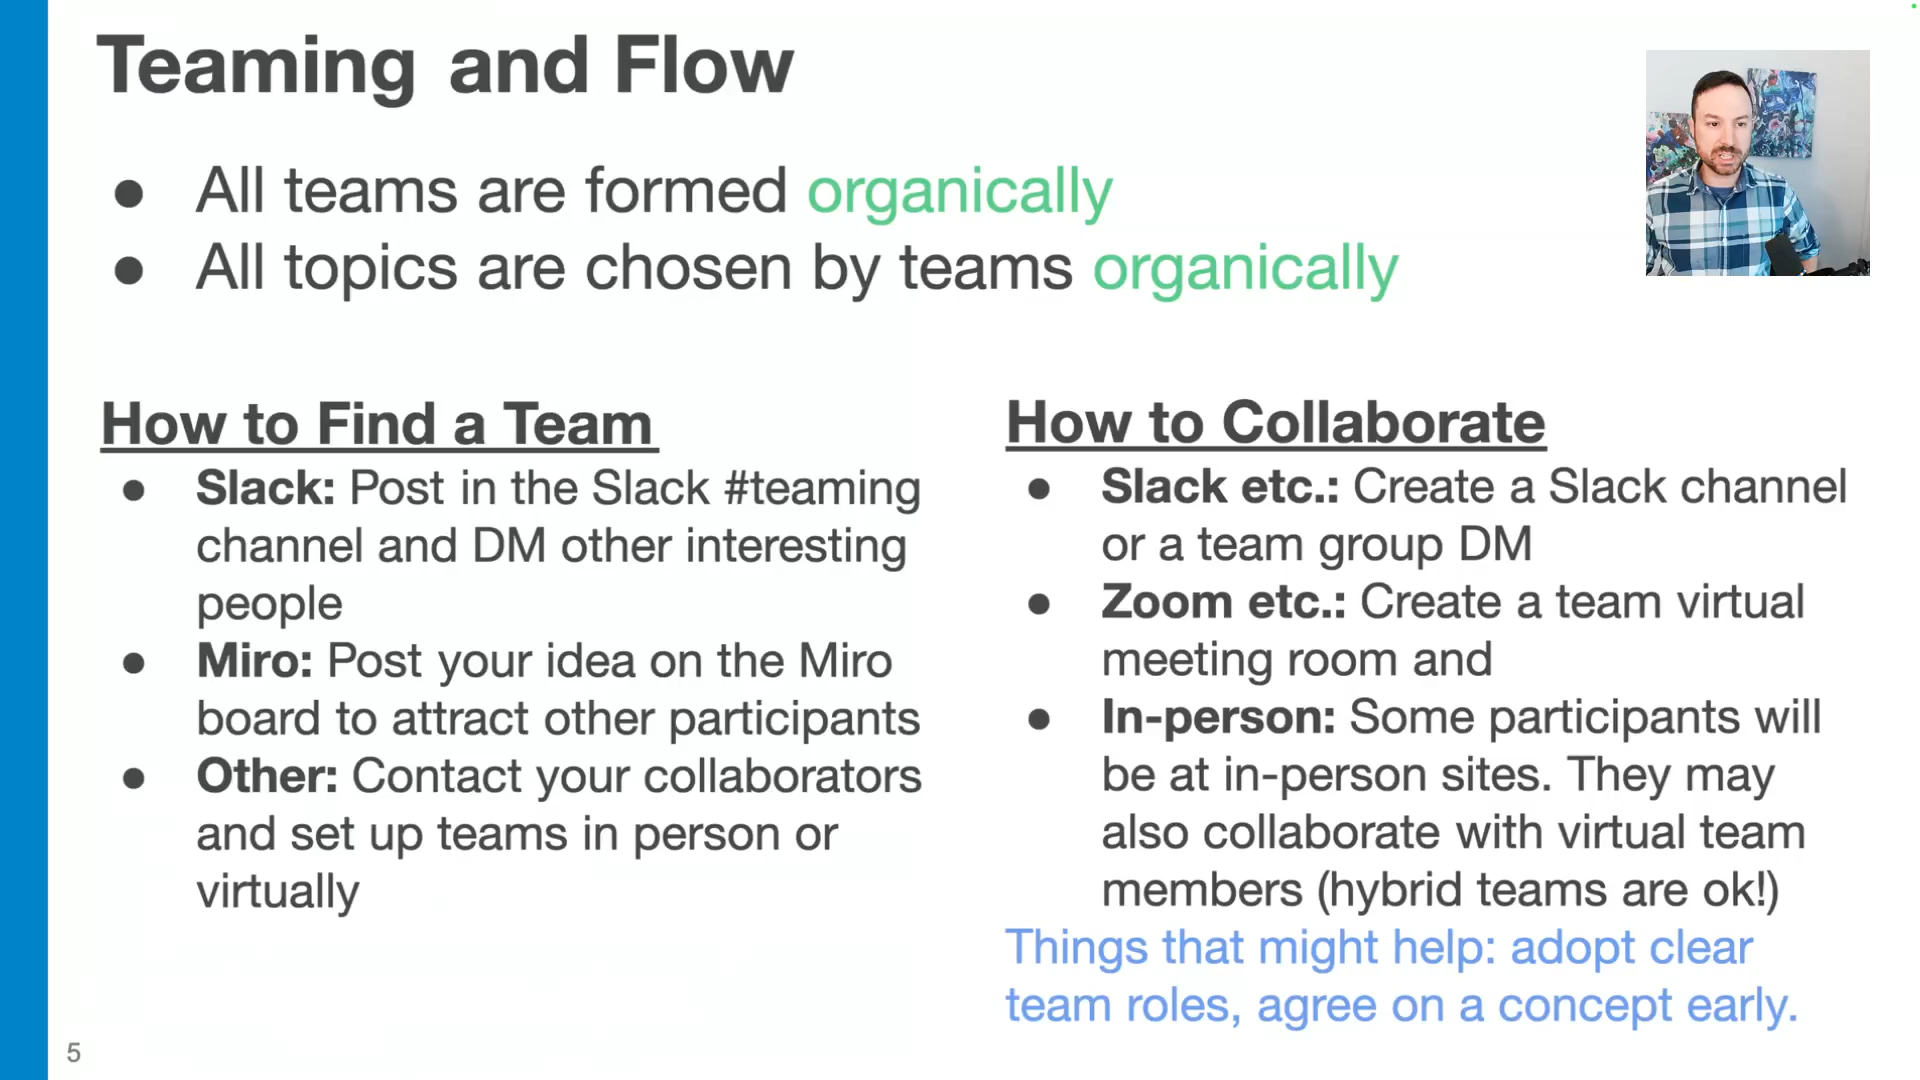 Teaming and Flow
● All teams are formed organically
● All topics are chosen by teams organically
How to Find a Team
● Slack: Post in the Slack #teaming
channel and DM other interesting
people
● Miro: Post your idea on the Miro
board to attract other participants
● Other: Contact your collaborators
and set up teams in person or
virtually
How to Collaborate
● Slack etc.: Create a Slack channel
or a team group DM
● Zoom etc.: Create a team virtual
meeting room and
● In-person: Some participants will
be at in-person sites. They may
also collaborate with virtual team
members (hybrid teams are ok!)
Things that might help: adopt clear
team roles, agree on a concept early.
5